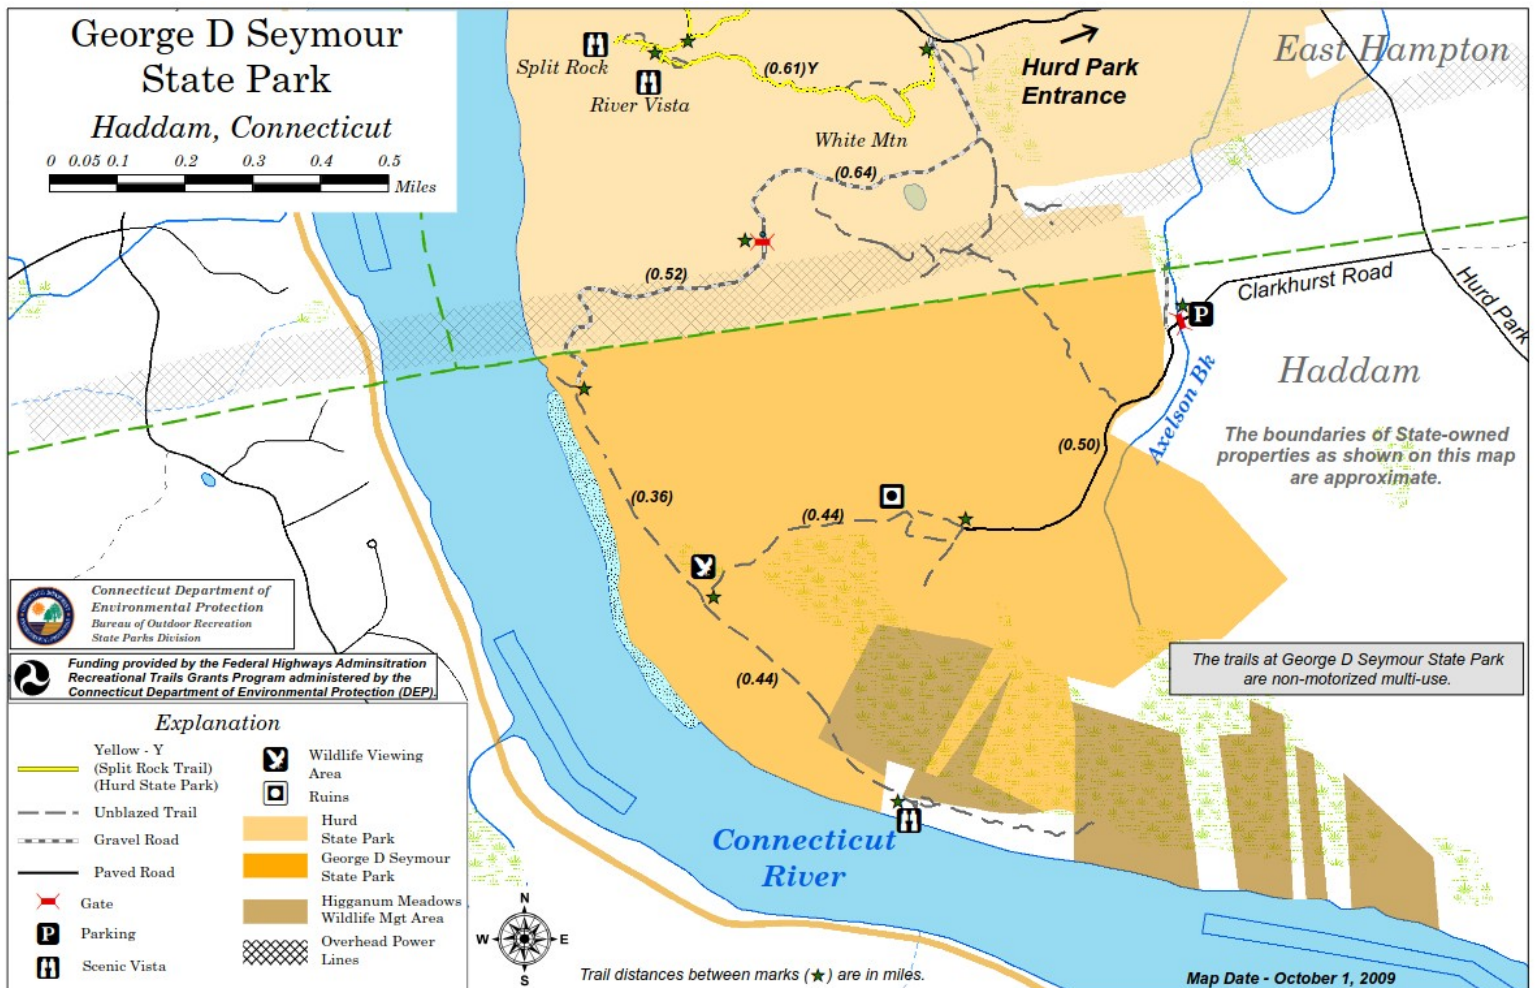 George D Seymour
State Park
Haddam, Connecticut
0 0.05 0.1 0.2 0.3 0.4 0.5
Miles
Split Rock
River Vista
(0.61)Y
White Mtn
Hurd Park
Entrance
East Hampton
(0.64)
(0.52)
Clarkhurst Road
Hurd Park
P
Haddam
Axelson Bk
The boundaries of State-owned
properties as shown on this map
are approximate.
(0.50)
(0.36)
(0.44)
(0.44)
Connecticut Department of
Environmental Protection
Bureau of Outdoor Recreation
State Parks Division
Funding provided by the Federal Highways Adminsitration
Recreational Trails Grants Program administered by the
Connecticut Department of Environmental Protection (DEP).
The trails at George D Seymour State Park
are non-motorized multi-use.
Explanation
Yellow - Y
(Split Rock Trail)
(Hurd State Park)
Unblazed Trail
Gravel Road
Paved Road
Gate
P Parking
Scenic Vista
Wildlife Viewing
Area
Ruins
Hurd
State Park
George D Seymour
State Park
Higganum Meadows
Wildlife Mgt Area
Overhead Power
Lines
Connecticut
River
N
W E
S
Trail distances between marks (★) are in miles.
Map Date - October 1, 2009